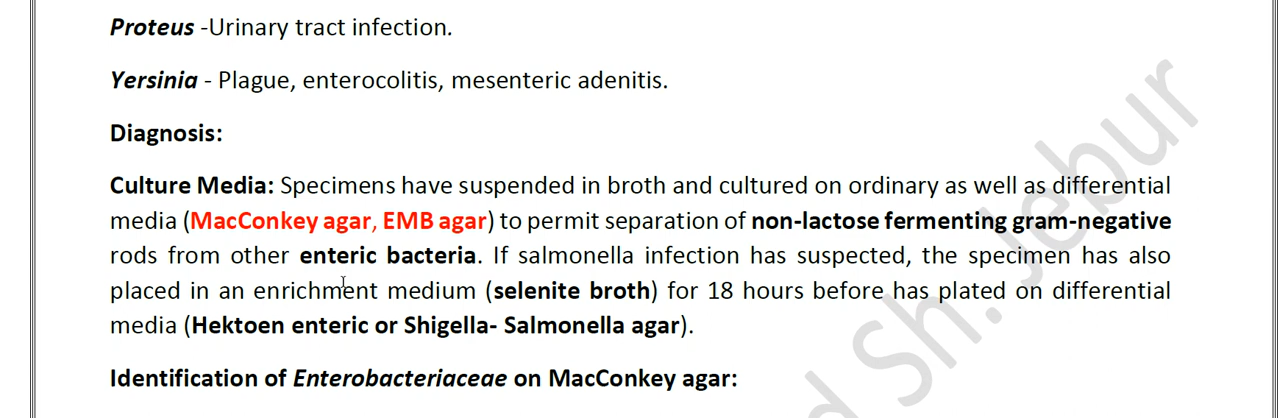 Proteus -Urinary tract infection.
Yersinia - Plague, enterocolitis, mesenteric adenitis.
Diagnosis:
Culture Media: Specimens have suspended in broth and cultured on ordinary as well as differential
media (MacConkey agar, EMB agar) to permit separation of non-lactose fermenting gram-negative
rods from other enteric bacteria. If salmonella infection has suspected, the specimen has also
placed in an enrichment medium (selenite broth) for 18 hours before has plated on differential
media (Hektoen enteric or Shigella- Salmonella agar).
Identification of Enterobacteriaceae on MacConkey agar:
d Sh. Jebur